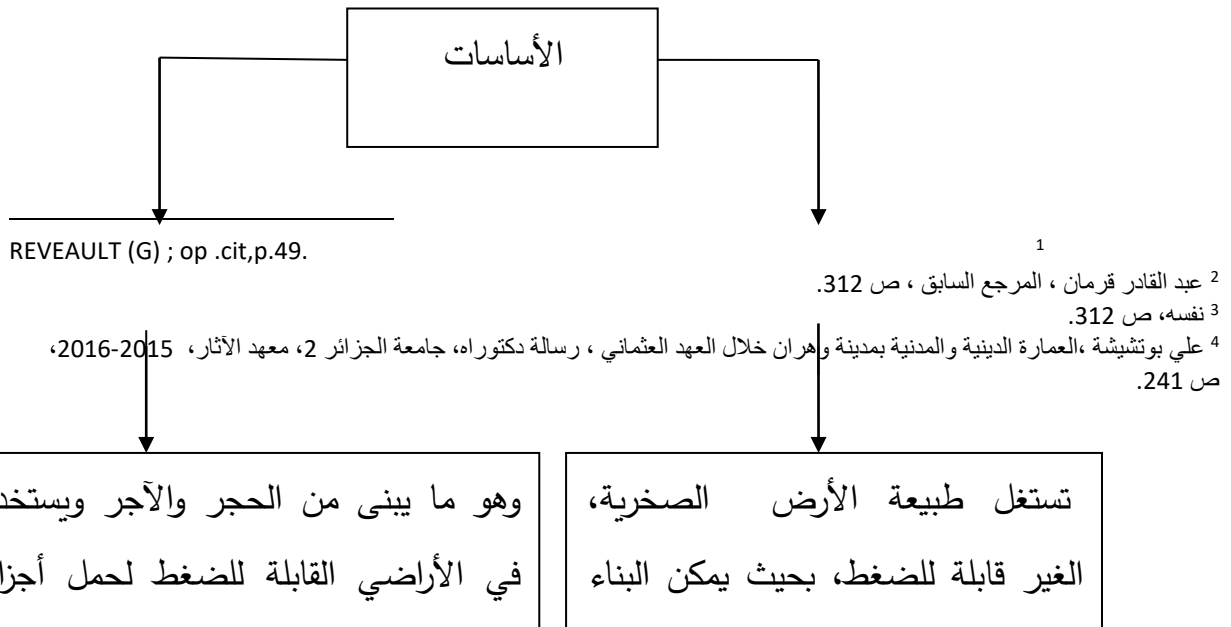 الأساسات
REVEAULT (G) ; op .cit,p.49.
1
2 عبد القادر قرمان ، المرجع السابق ، ص 312.
3 نفسه، ص 312.
4 علي بوتشيشة ،العمارة الدينية والمدنية بمدينة وهران خلال العهد العثماني ، رسالة دكتوراه، جامعة الجزائر 2، معهد الآثار، 2015-2016،
ص 241.
تستغل طبيعة الأرض الصخرية،
الغير قابلة للضغط، بحيث يمكن البناء
وهو ما يبنى من الحجر والآجر
في الأراضي القابلة للضغط لحمل